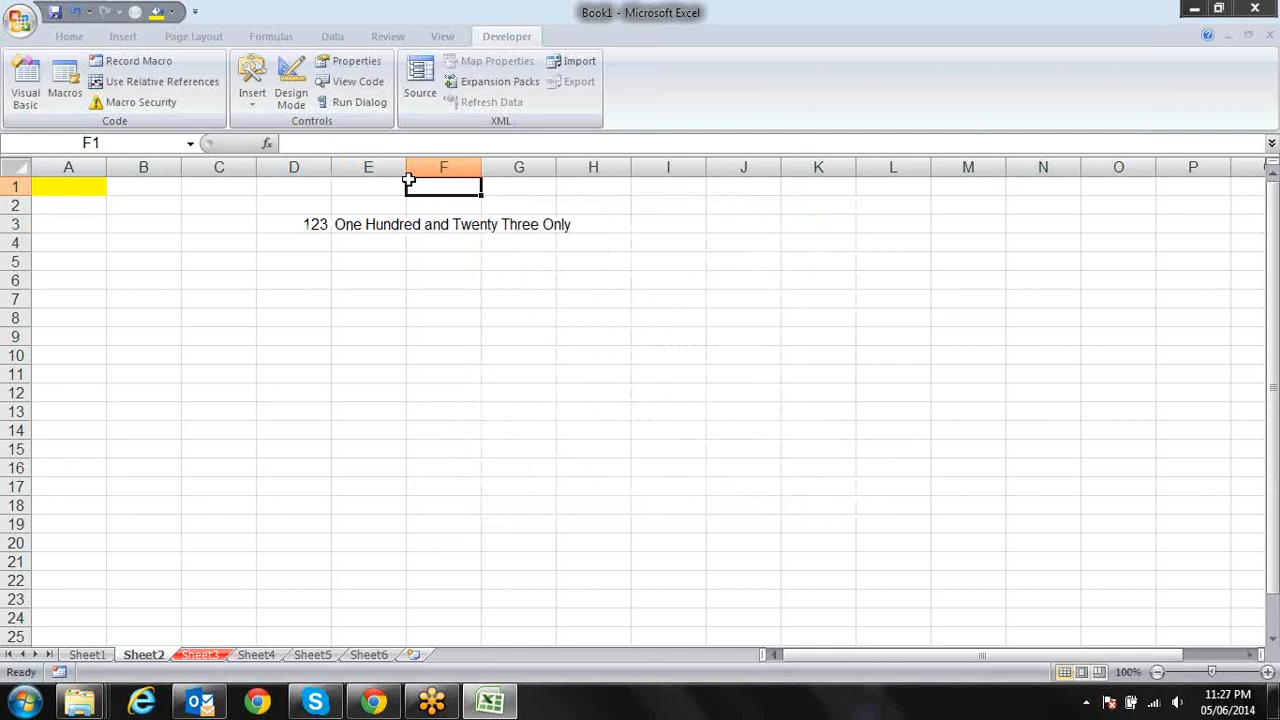 Book1 - Microsoft Excel
Home Insert Page Layout Formulas Data Review View Developer
Visual Basic
Macros
Record Macro
Use Relative References
Macro Security
Code
Insert
Design Mode
Properties
View Code
Run Dialog
Controls
Source
Map Properties
Expansion Packs
Refresh Data
Import
Export
XML
F1 fx
A B C D E F G H I J K L M N O P
1
2
3 123 One Hundred and Twenty Three Only
4
5
6
7
8
9
10
11
12
13
14
15
16
17
18
19
20
21
22
23
24
25
Sheet1 Sheet2 Sheet3 Sheet4 Sheet5 Sheet6
Ready 100%
11:27 PM
05/06/2014